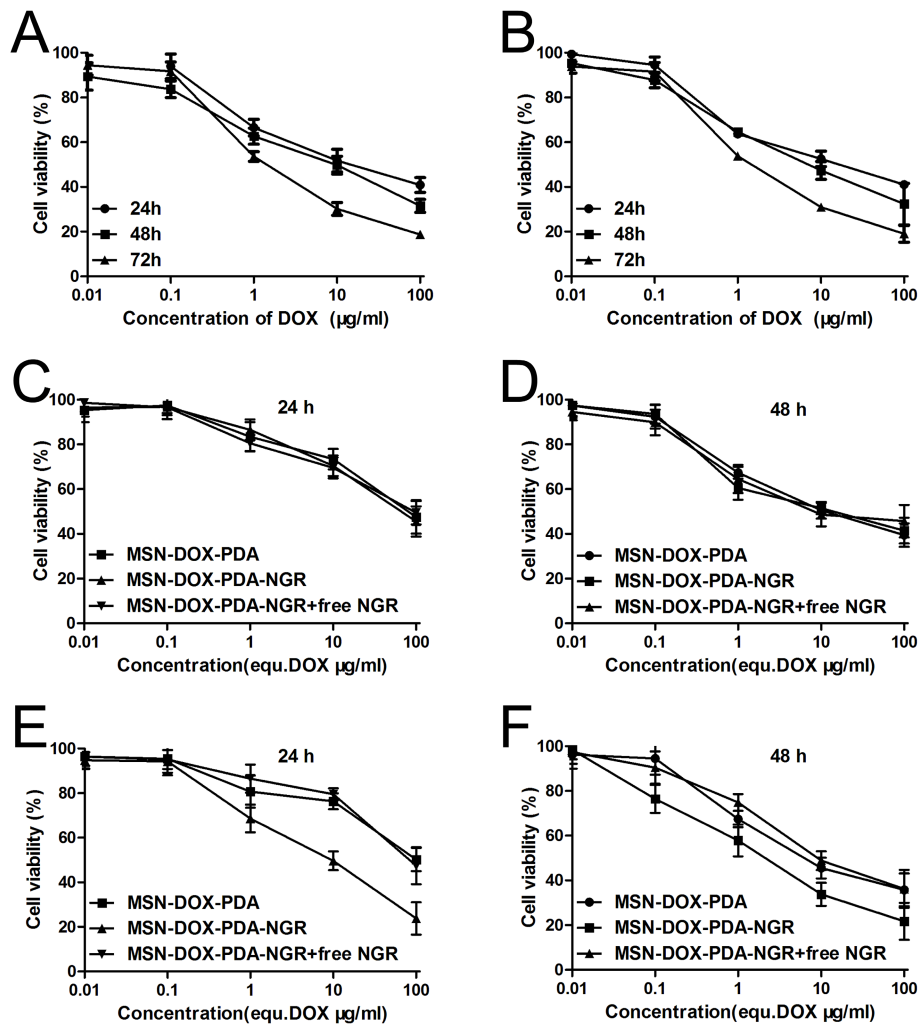 A
Cell viability (%)
100
80
60
40
20
0
24h
48h
72h
0.01 0.1 1 10 100
Concentration of DOX (μg/ml)
B
Cell viability (%)
100
80
60
40
20
0
24h
48h
72h
0.01 0.1 1 10 100
Concentration of DOX (μg/ml)
C
24 h
Cell viability (%)
100
80
60
40
20
0
MSN-DOX-PDA
MSN-DOX-PDA-NGR
MSN-DOX-PDA-NGR+free NGR
0.01 0.1 1 10 100
Concentration(equ.DOX μg/ml)
D
48 h
Cell viability (%)
100
80
60
40
20
0
MSN-DOX-PDA
MSN-DOX-PDA-NGR
MSN-DOX-PDA-NGR+free NGR
0.01 0.1 1 10 100
Concentration(equ.DOX μg/ml)
E
24 h
Cell viability (%)
100
80
60
40
20
0
MSN-DOX-PDA
MSN-DOX-PDA-NGR
MSN-DOX-PDA-NGR+free NGR
0.01 0.1 1 10 100
Concentration(equ.DOX μg/ml)
F
48 h
Cell viability (%)
100
80
60
40
20
0
MSN-DOX-PDA
MSN-DOX-PDA-NGR
MSN-DOX-PDA-NGR+free NGR
0.01 0.1 1 10 100
Concentration(equ.DOX μg/ml)